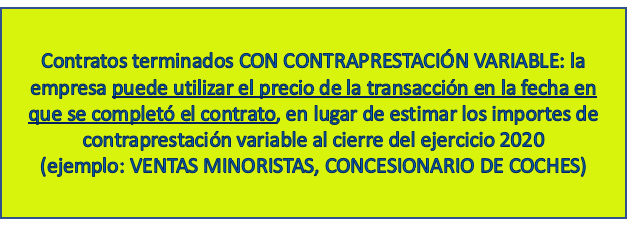 Contratos terminados CON CONTRAPRESTACIÓN VARIABLE: la
empresa puede utilizar el precio de la transacción en la fecha en
que se completó el contrato, en lugar de estimar los importes de
contraprestación variable al cierre del ejercicio 2020
(ejemplo: VENTAS MINORISTAS, CONCESIONARIO DE COCHES)